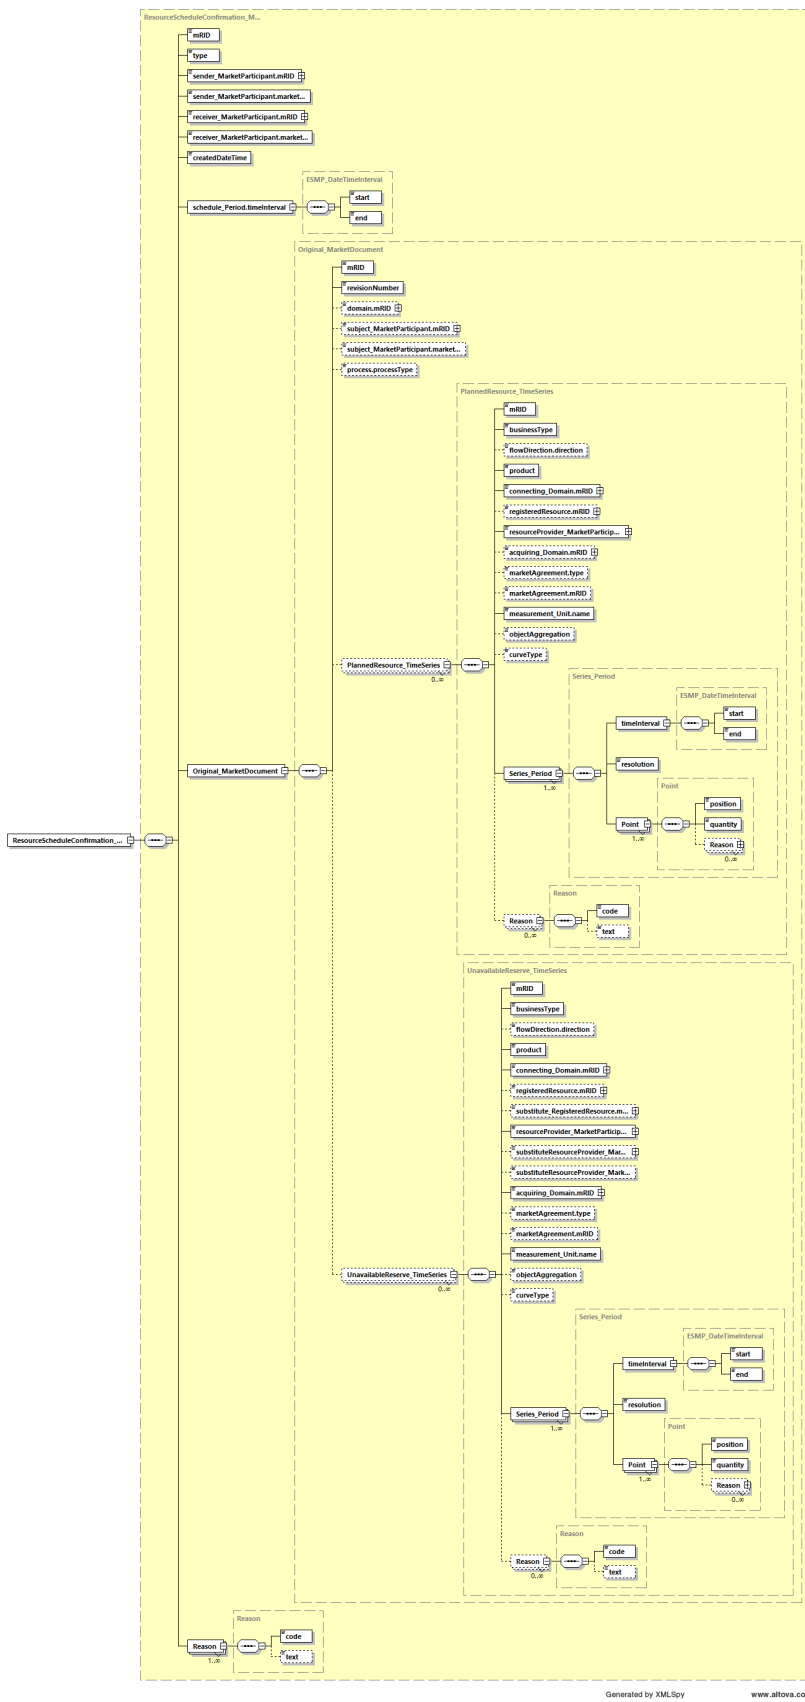 ResourceScheduleConfirmation_M...
mRID
type
sender_MarketParticipant.mRID
sender_MarketParticipant.market...
receiver_MarketParticipant.mRID
receiver_MarketParticipant.market...
createdDateTime
ESMP_DateTimeInterval
start
schedule_Period.timeInterval
end
Original_MarketDocument
mRID
revisionNumber
domain.mRID
subject_MarketParticipant.mRID
subject_MarketParticipant.market...
process.processType
PlannedResource_TimeSeries
mRID
businessType
flowDirection.direction
product
connecting_Domain.mRID
registeredResource.mRID
resourceProvider_MarketParticip...
acquiring_Domain.mRID
marketAgreement.type
marketAgreement.mRID
measurement_Unit.name
objectAggregation
curveType
PlannedResource_TimeSeries
0..∞
Series_Period
ESMP_DateTimeInterval
start
timeInterval
end
resolution
Original_MarketDocument
Series_Period
1..∞
Point
position
Point
quantity
1..∞
Reason
0..∞
ResourceScheduleConfirmation_...
Reason
code
Reason
text
0..∞
UnavailableReserve_TimeSeries
mRID
businessType
flowDirection.direction
product
connecting_Domain.mRID
registeredResource.mRID
substitute_RegisteredResource.m...
resourceProvider_MarketParticip...
substituteResourceProvider_Mar...
substituteResourceProvider_Mark...
acquiring_Domain.mRID
marketAgreement.type
marketAgreement.mRID
measurement_Unit.name
UnavailableReserve_TimeSeries
0..∞
objectAggregation
curveType
Series_Period
ESMP_DateTimeInterval
start
timeInterval
end
resolution
Series_Period
1..∞
Point
position
Point
quantity
1..∞
Reason
0..∞
Reason
code
Reason
text
0..∞
Reason
code
Reason
text
1..∞
Generated by XMLSpy
www.altova.co